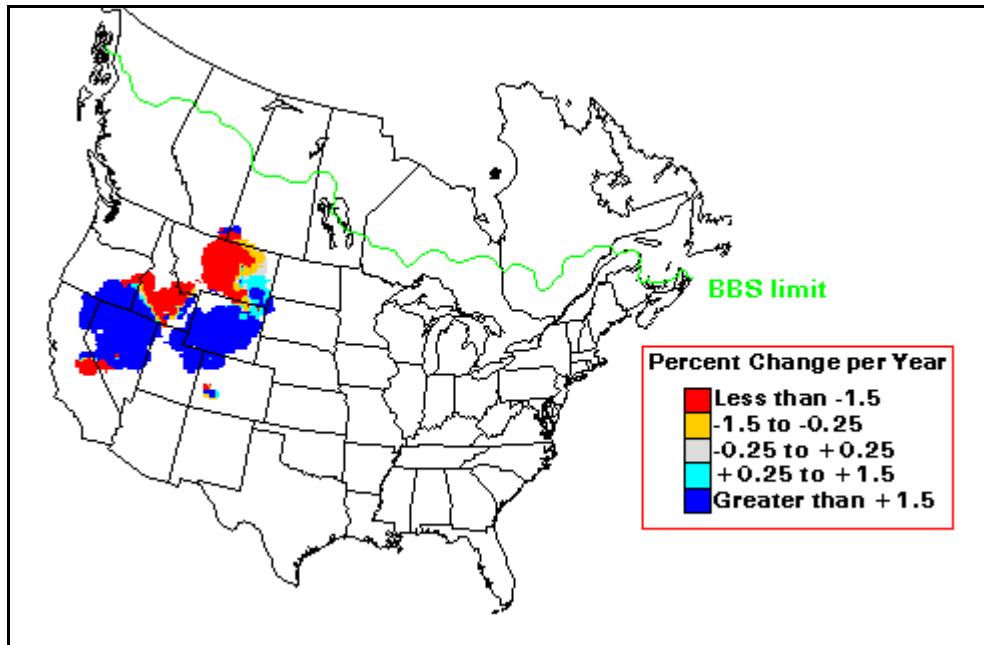 BBS limit
Percent Change per Year
Less than -1.5
-1.5 to -0.25
-0.25 to +0.25
+0.25 to +1.5
Greater than +1.5